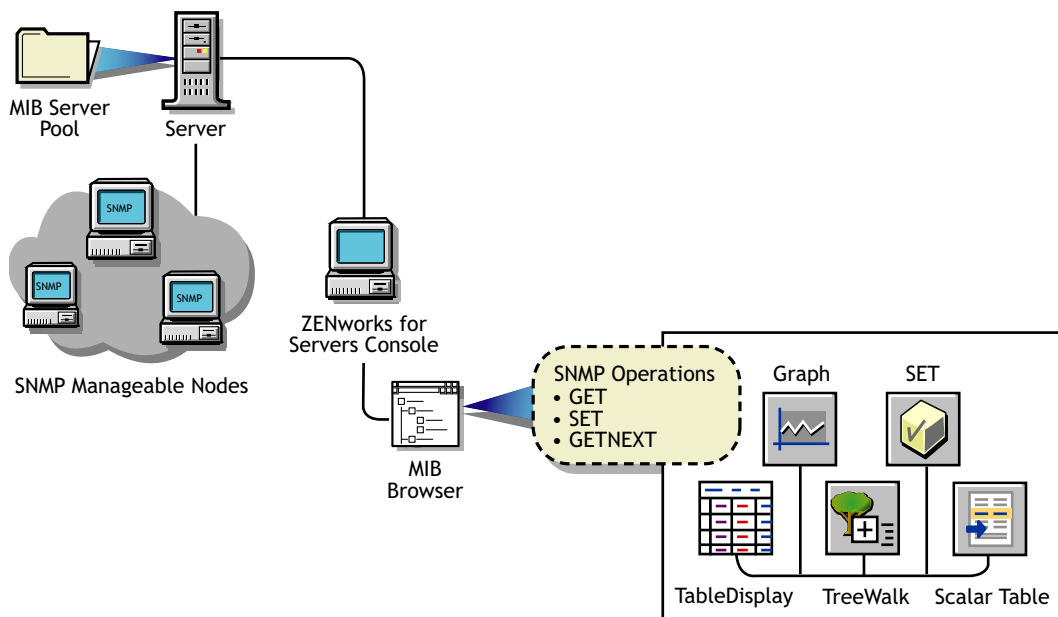 MIB Server
Pool
Server
SNMP
SNMP
SNMP
SNMP Manageable Nodes
ZENworks for
Servers Console
MIB
Browser
SNMP Operations
• GET
• SET
• GETNEXT
Graph
SET
TableDisplay
TreeWalk
Scalar Table